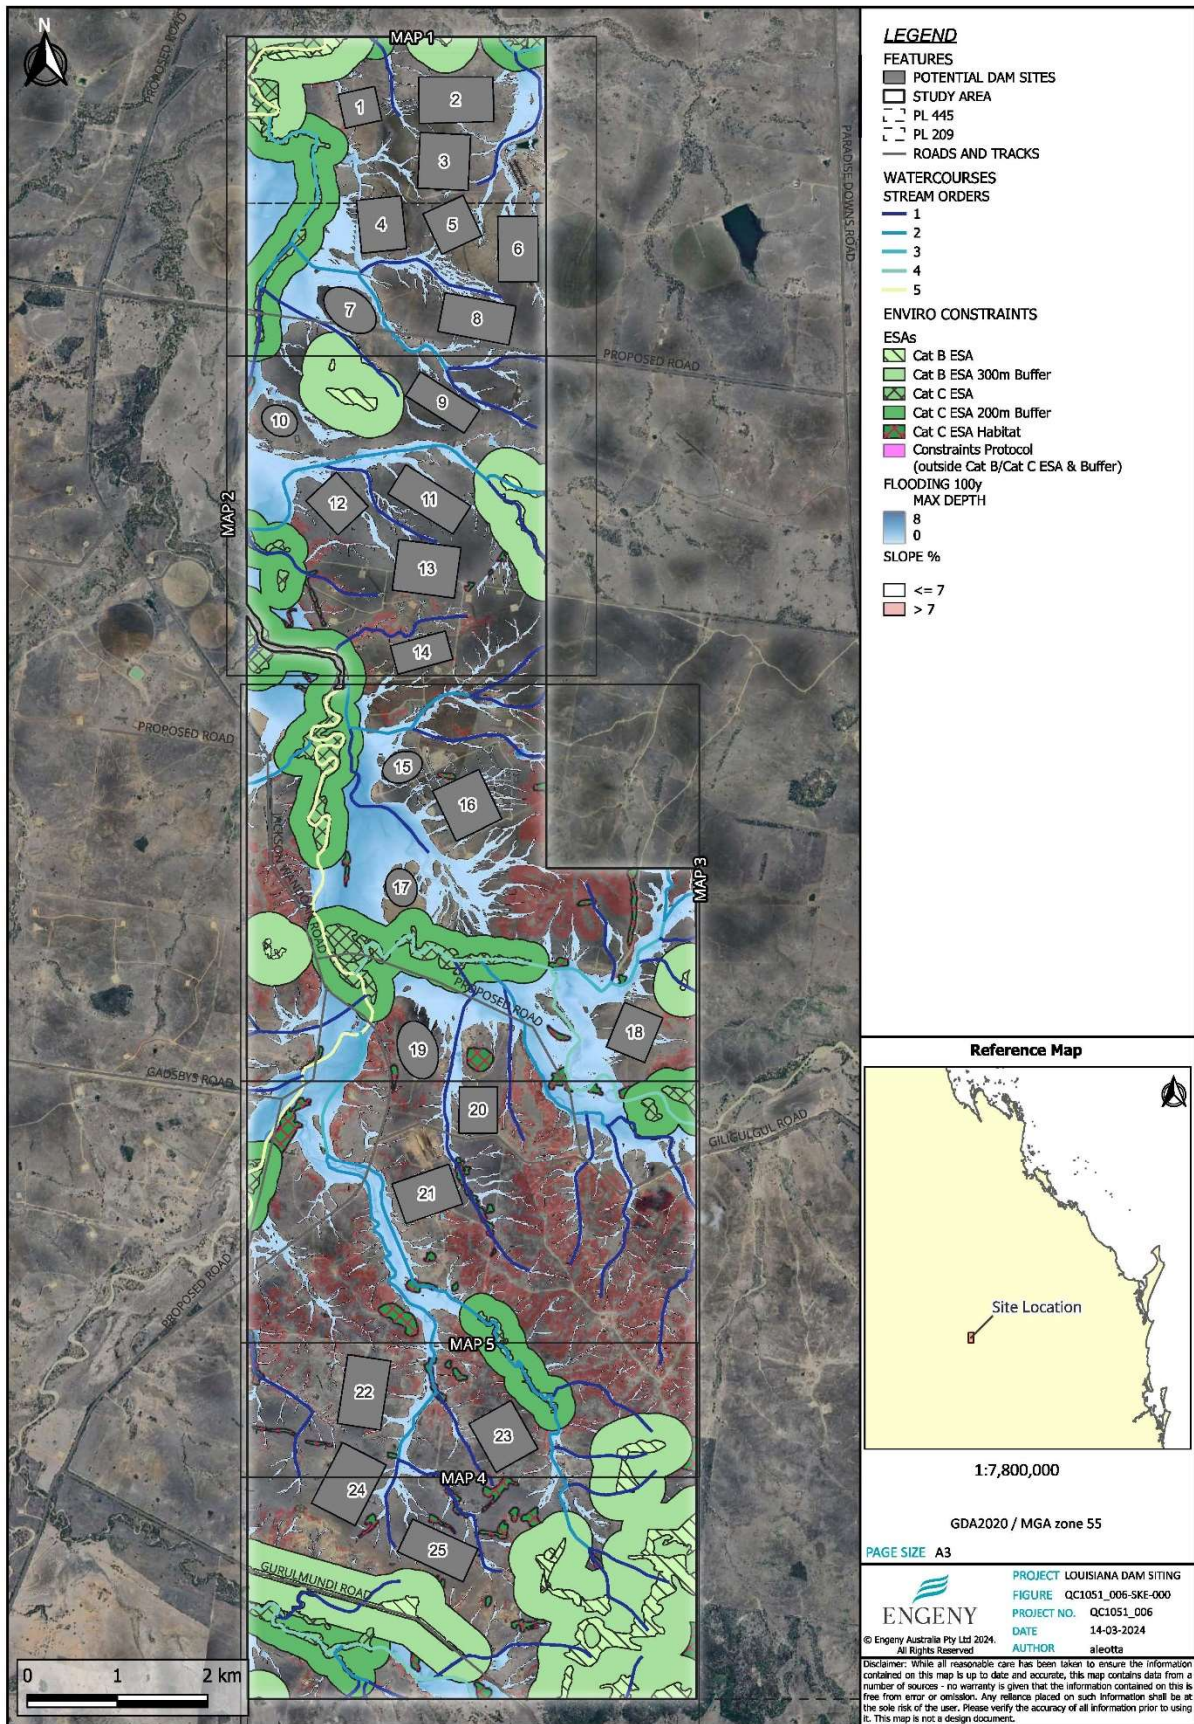 N
MAP 1
PROPOSED ROAD
PARADISE DOWNS ROAD
1
2
3
4
5
6
7
8
PROPOSED ROAD
9
10
MAP 2
11
12
13
14
PROPOSED ROAD
15
16
JACKSON WANDOAN ROAD
17
MAP 3
PROPOSED ROAD
18
19
GADSBYS ROAD
20
GILIGULGUL ROAD
21
PROPOSED ROAD
MAP 5
22
23
MAP 4
24
25
GURULMUNDI ROAD
0 1 2 km
LEGEND
FEATURES
POTENTIAL DAM SITES
STUDY AREA
PL 445
PL 209
ROADS AND TRACKS
WATERCOURSES
STREAM ORDERS
1
2
3
4
5
ENVIRO CONSTRAINTS
ESAs
Cat B ESA
Cat B ESA 300m Buffer
Cat C ESA
Cat C ESA 200m Buffer
Cat C ESA Habitat
Constraints Protocol
(outside Cat B/Cat C ESA & Buffer)
FLOODING 100y
MAX DEPTH
8
0
SLOPE %
<= 7
> 7
Reference Map
Site Location
1:7,800,000
GDA2020 / MGA zone 55
PAGE SIZE A3
ENGENY
© Engeny Australia Pty Ltd 2024.
All Rights Reserved
PROJECT LOUISIANA DAM SITING
FIGURE QC1051_006-SKE-000
PROJECT NO. QC1051_006
DATE 14-03-2024
AUTHOR aleotta
Disclaimer: While all reasonable care has been taken to ensure the information
contained on this map is up to date and accurate, this map contains data from a
number of sources - no warranty is given that the information contained on this is
free from error or omission. Any reliance placed on such information shall be at
the sole risk of the user. Please verify the accuracy of all information prior to using
it. This map is not a design document.